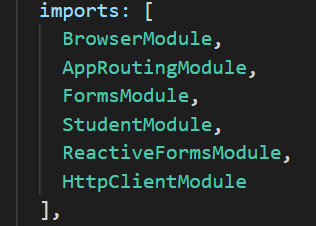 imports: [
BrowserModule,
AppRoutingModule,
FormsModule,
StudentModule,
ReactiveFormsModule,
HttpClientModule
],